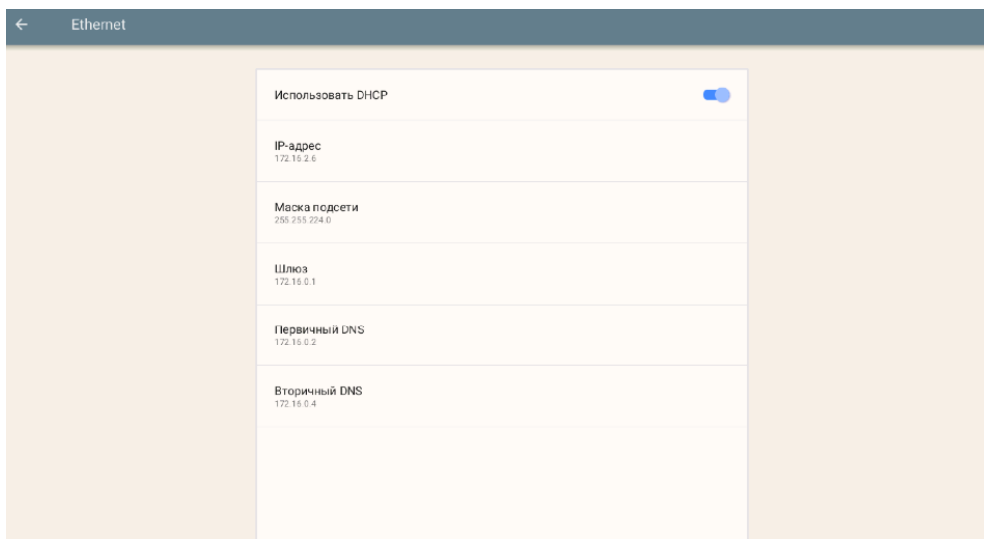 Ethernet
Использовать DHCP
IP-адрес
172.16.2.6
Маска подсети
255.255.224.0
Шлюз
172.16.0.1
Первичный DNS
172.16.0.2
Вторичный DNS
172.16.0.4